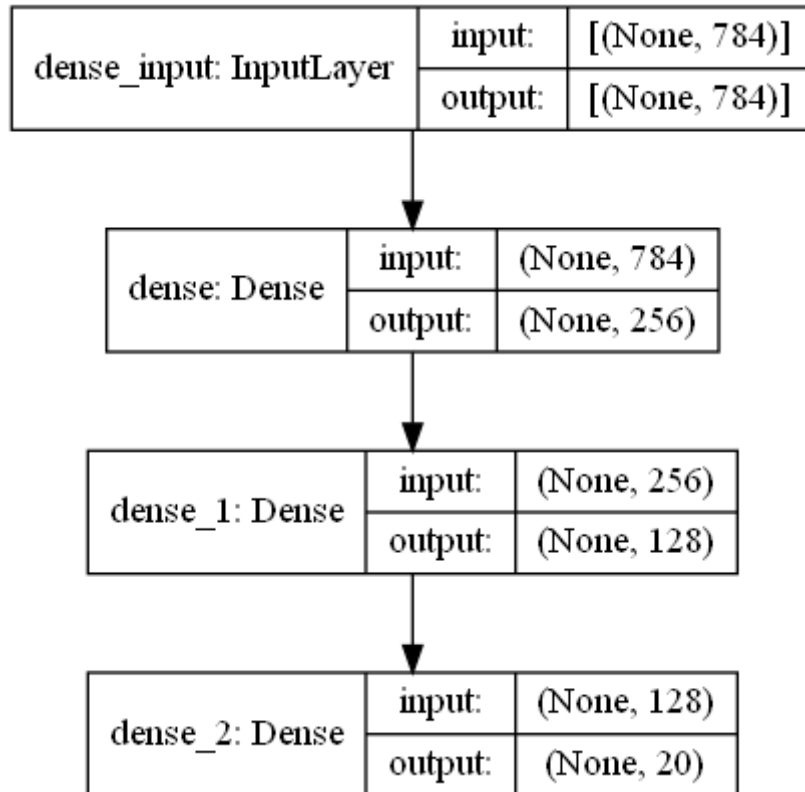 dense_input: InputLayer
input:
[(None, 784)]
output:
[(None, 784)]
dense: Dense
input:
(None, 784)
output:
(None, 256)
dense_1: Dense
input:
(None, 256)
output:
(None, 128)
dense_2: Dense
input:
(None, 128)
output:
(None, 20)